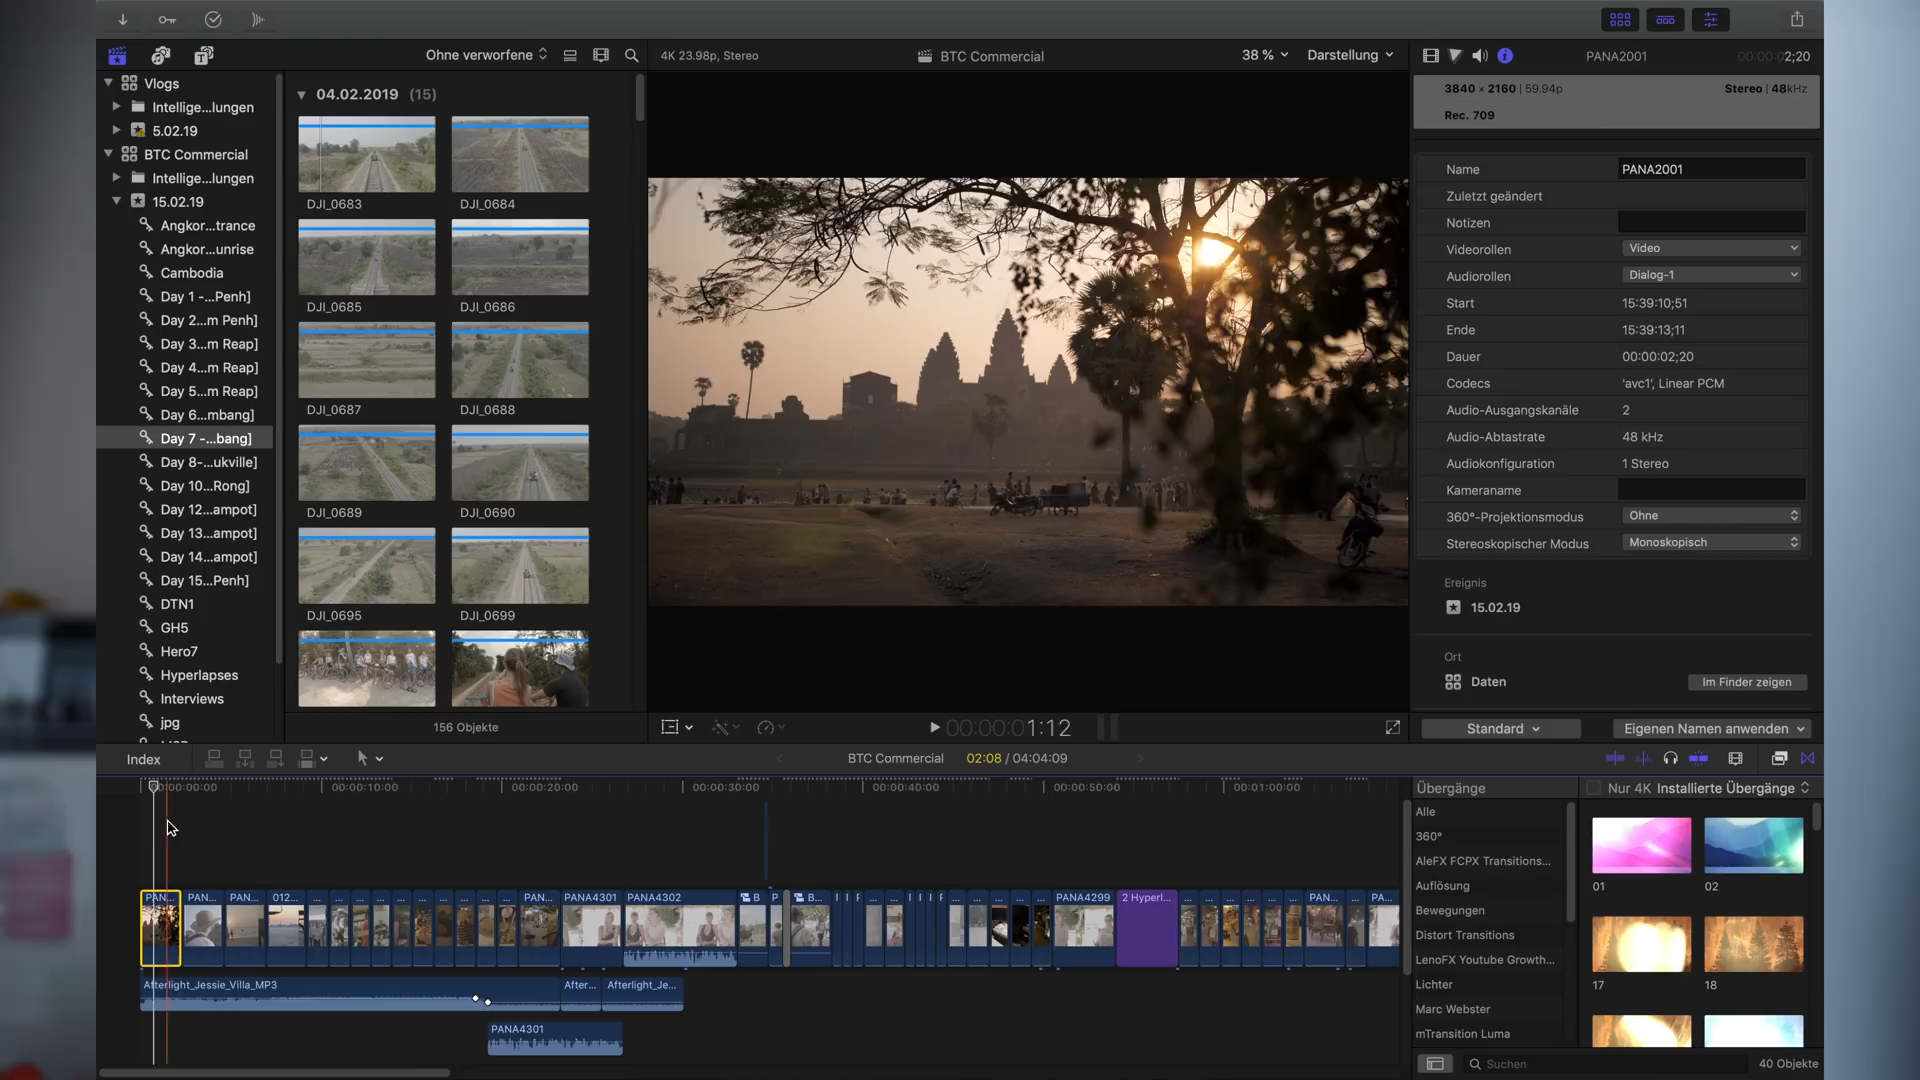 Ohne verworfene
4K 23.98p, Stereo
BTC Commercial
38 %
Darstellung
PANA2001
00:00:02;20
Vlogs
Intellige...lungen
5.02.19
BTC Commercial
Intellige...lungen
15.02.19
Angkor...trance
Angkor...unrise
Cambodia
Day 1 -...Penh]
Day 2...m Penh]
Day 3...m Reap]
Day 4...m Reap]
Day 5...m Reap]
Day 6...mbang]
Day 7 -...bang]
Day 8-...ukville]
Day 10...Rong]
Day 12...ampot]
Day 13...ampot]
Day 14...ampot]
Day 15...Penh]
DTN1
GH5
Hero7
Hyperlapses
Interviews
jpg
04.02.2019 (15)
DJI_0683
DJI_0684
DJI_0685
DJI_0686
DJI_0687
DJI_0688
DJI_0689
DJI_0690
DJI_0695
DJI_0699
156 Objekte
00:00:01:12
3840 × 2160 | 59.94p
Stereo | 48kHz
Rec. 709
Name PANA2001
Zuletzt geändert
Notizen
Videorollen Video
Audiorollen Dialog-1
Start 15:39:10;51
Ende 15:39:13;11
Dauer 00:00:02;20
Codecs 'avc1', Linear PCM
Audio-Ausgangskanäle 2
Audio-Abtastrate 48 kHz
Audiokonfiguration 1 Stereo
Kameraname
360°-Projektionsmodus Ohne
Stereoskopischer Modus Monoskopisch
Ereignis
15.02.19
Ort
Daten
Im Finder zeigen
Standard
Eigenen Namen anwenden
Index
BTC Commercial
02:08 / 04:04:09
00:00:00:00
00:00:10:00
00:00:20:00
00:00:30:00
00:00:40:00
00:00:50:00
00:01:00:00
PAN...
PAN...
PAN...
012...
PAN...
PANA4301
PANA4302
B
P
B...
PANA4299
2 Hyperl...
PAN...
PA...
Afterlight_Jessie_Villa_MP3
After...
Afterlight_Je...
PANA4301
Übergänge
Alle
360°
AleFX FCPX Transitions...
Auflösung
Bewegungen
Distort Transitions
LenoFX Youtube Growth...
Lichter
Marc Webster
mTransition Luma
Nur 4K
Installierte Übergänge
01
02
17
18
Suchen
40 Objekte